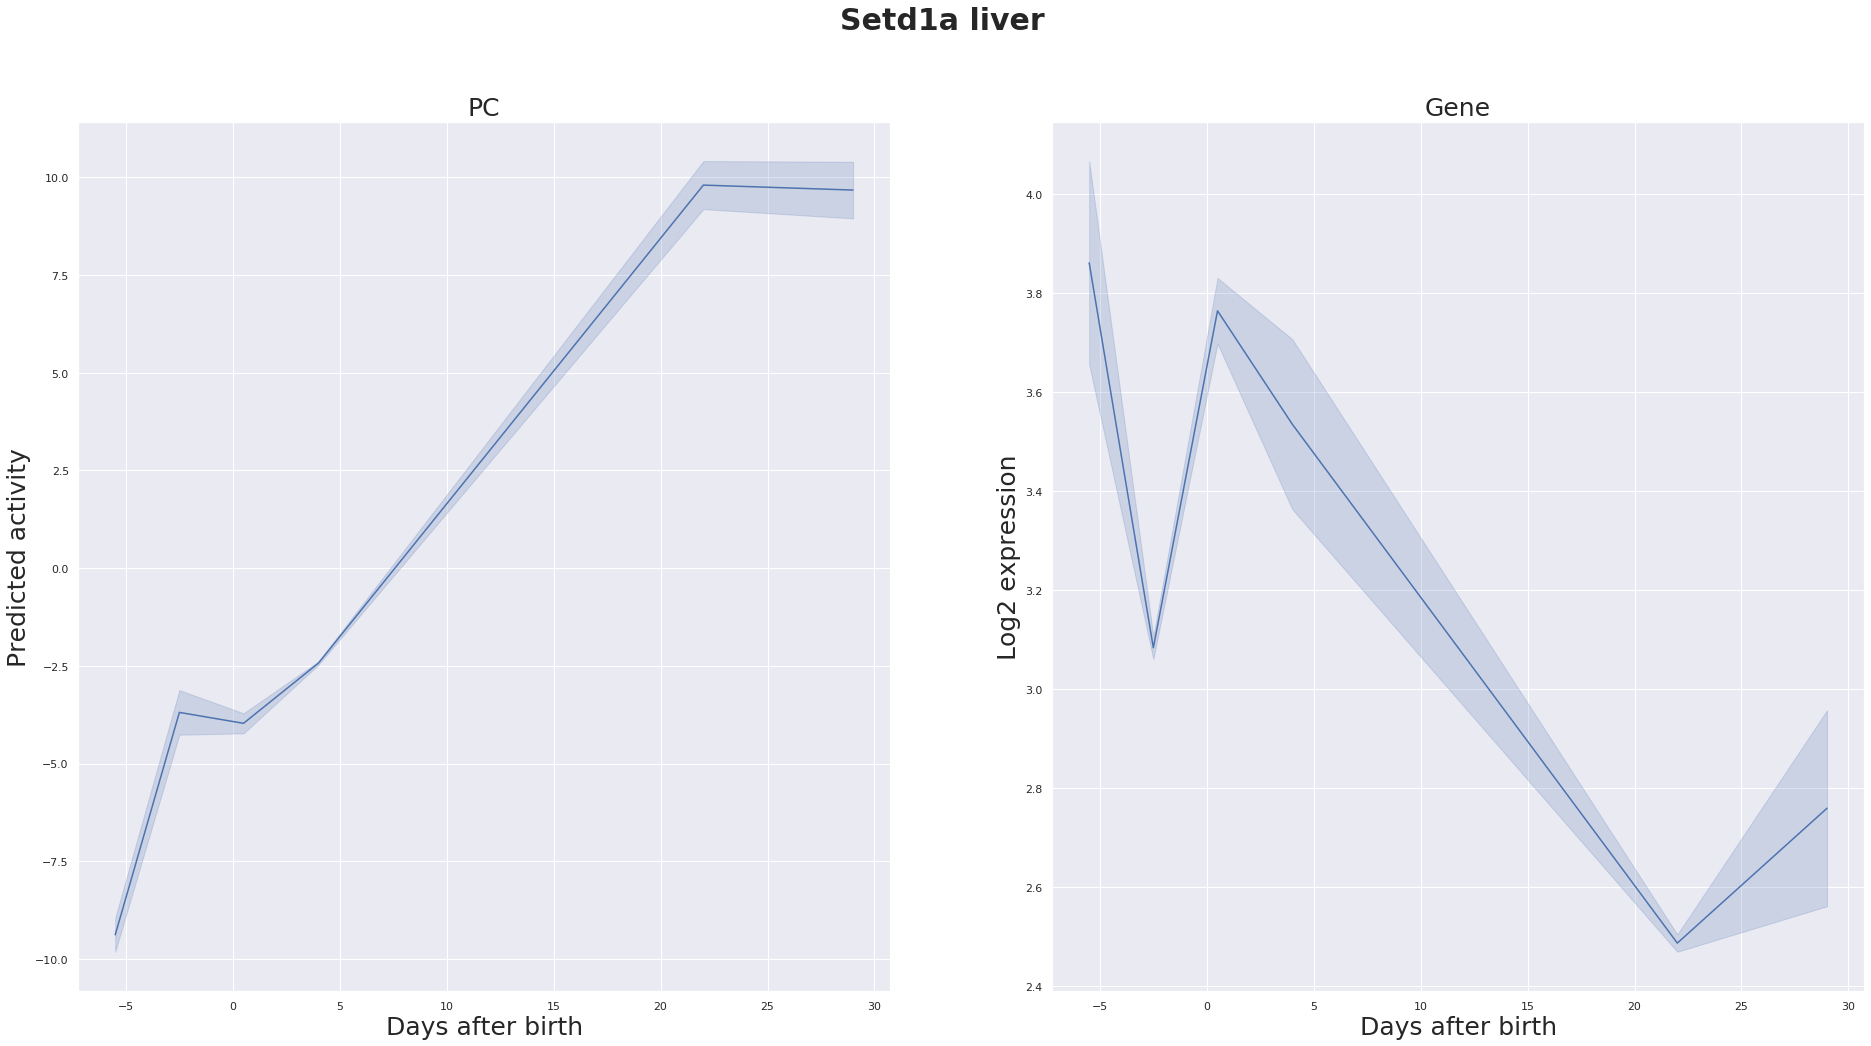 Setd1a liver
PC
Predicted activity
10.0
7.5
5.0
2.5
0.0
−2.5
−5.0
−7.5
−10.0
−5 0 5 10 15 20 25 30
Days after birth
Gene
Log2 expression
4.0
3.8
3.6
3.4
3.2
3.0
2.8
2.6
2.4
−5 0 5 10 15 20 25 30
Days after birth